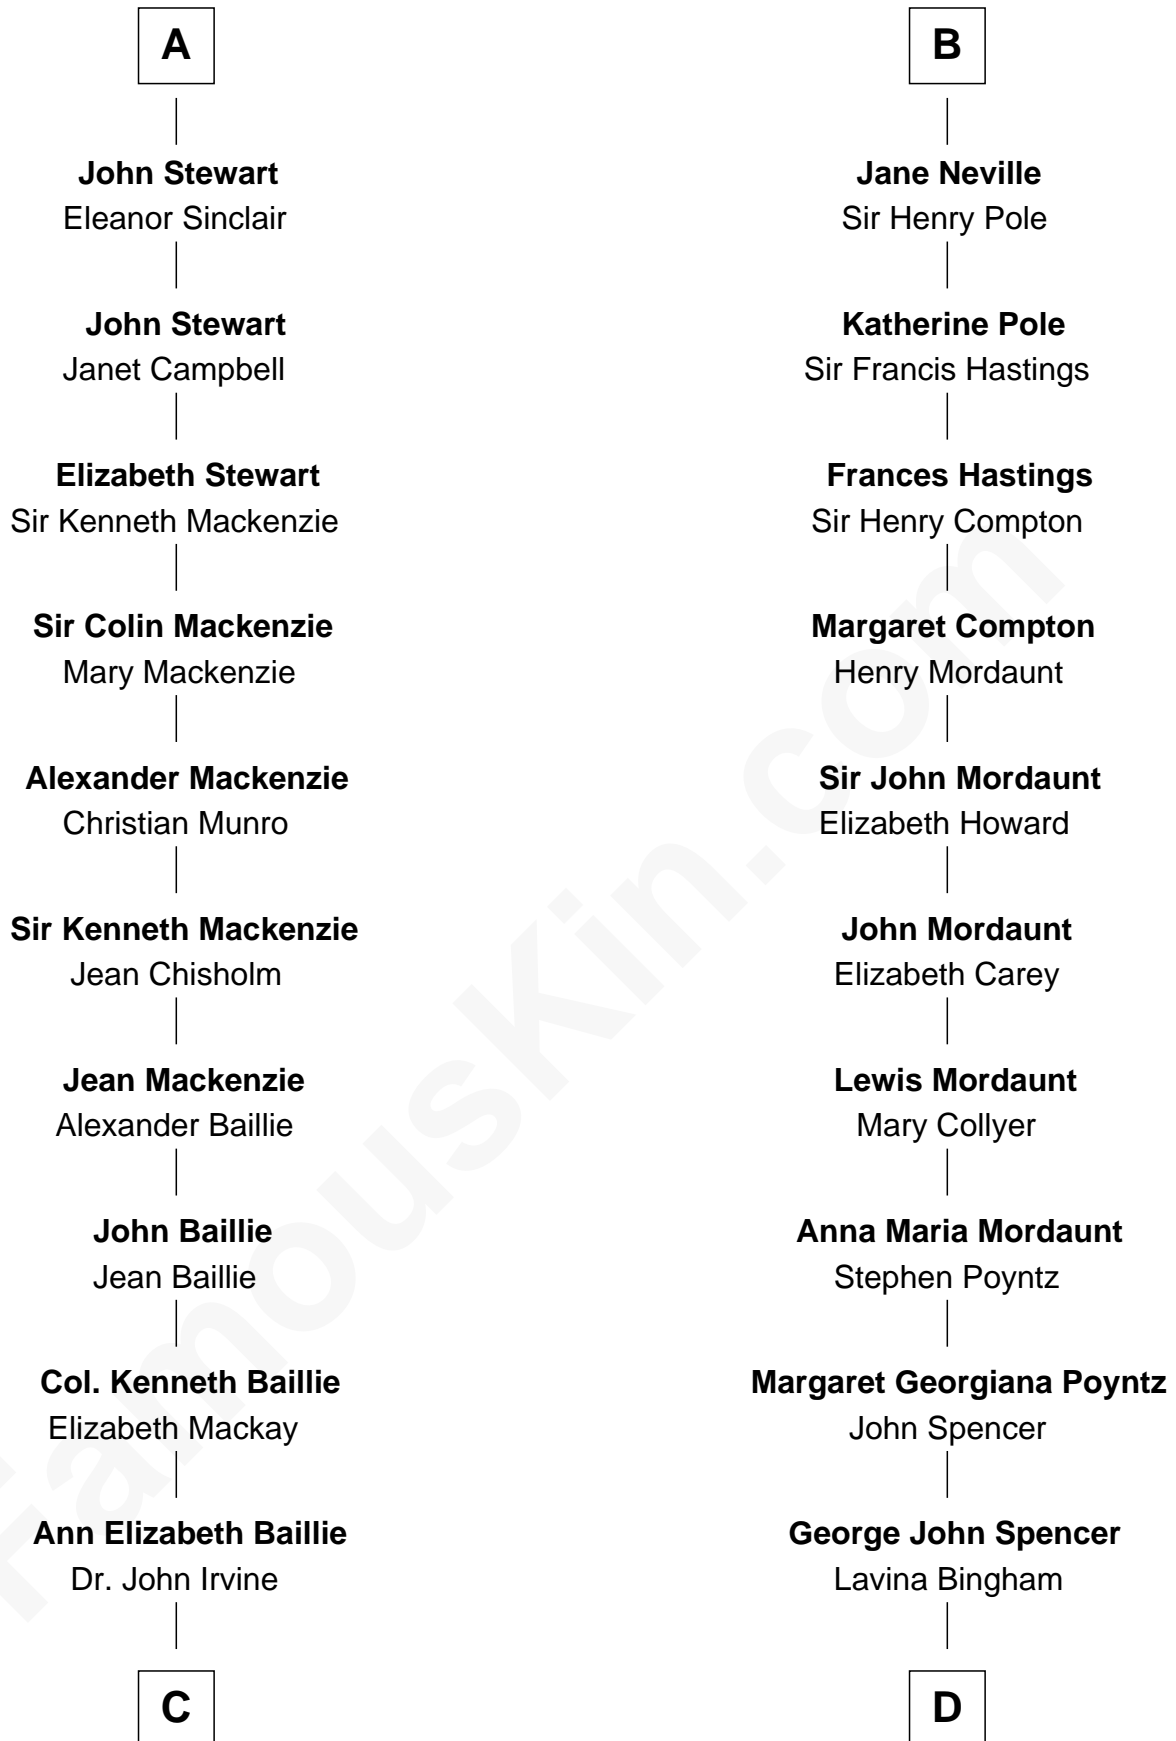 A
John Stewart
Eleanor Sinclair
John Stewart
Janet Campbell
Elizabeth Stewart
Sir Kenneth Mackenzie
Sir Colin Mackenzie
Mary Mackenzie
Alexander Mackenzie
Christian Munro
Sir Kenneth Mackenzie
Jean Chisholm
Jean Mackenzie
Alexander Baillie
John Baillie
Jean Baillie
Col. Kenneth Baillie
Elizabeth Mackay
Ann Elizabeth Baillie
Dr. John Irvine
C
B
Jane Neville
Sir Henry Pole
Katherine Pole
Sir Francis Hastings
Frances Hastings
Sir Henry Compton
Margaret Compton
Henry Mordaunt
Sir John Mordaunt
Elizabeth Howard
John Mordaunt
Elizabeth Carey
Lewis Mordaunt
Mary Collyer
Anna Maria Mordaunt
Stephen Poyntz
Margaret Georgiana Poyntz
John Spencer
George John Spencer
Lavina Bingham
D
FamousKin.com